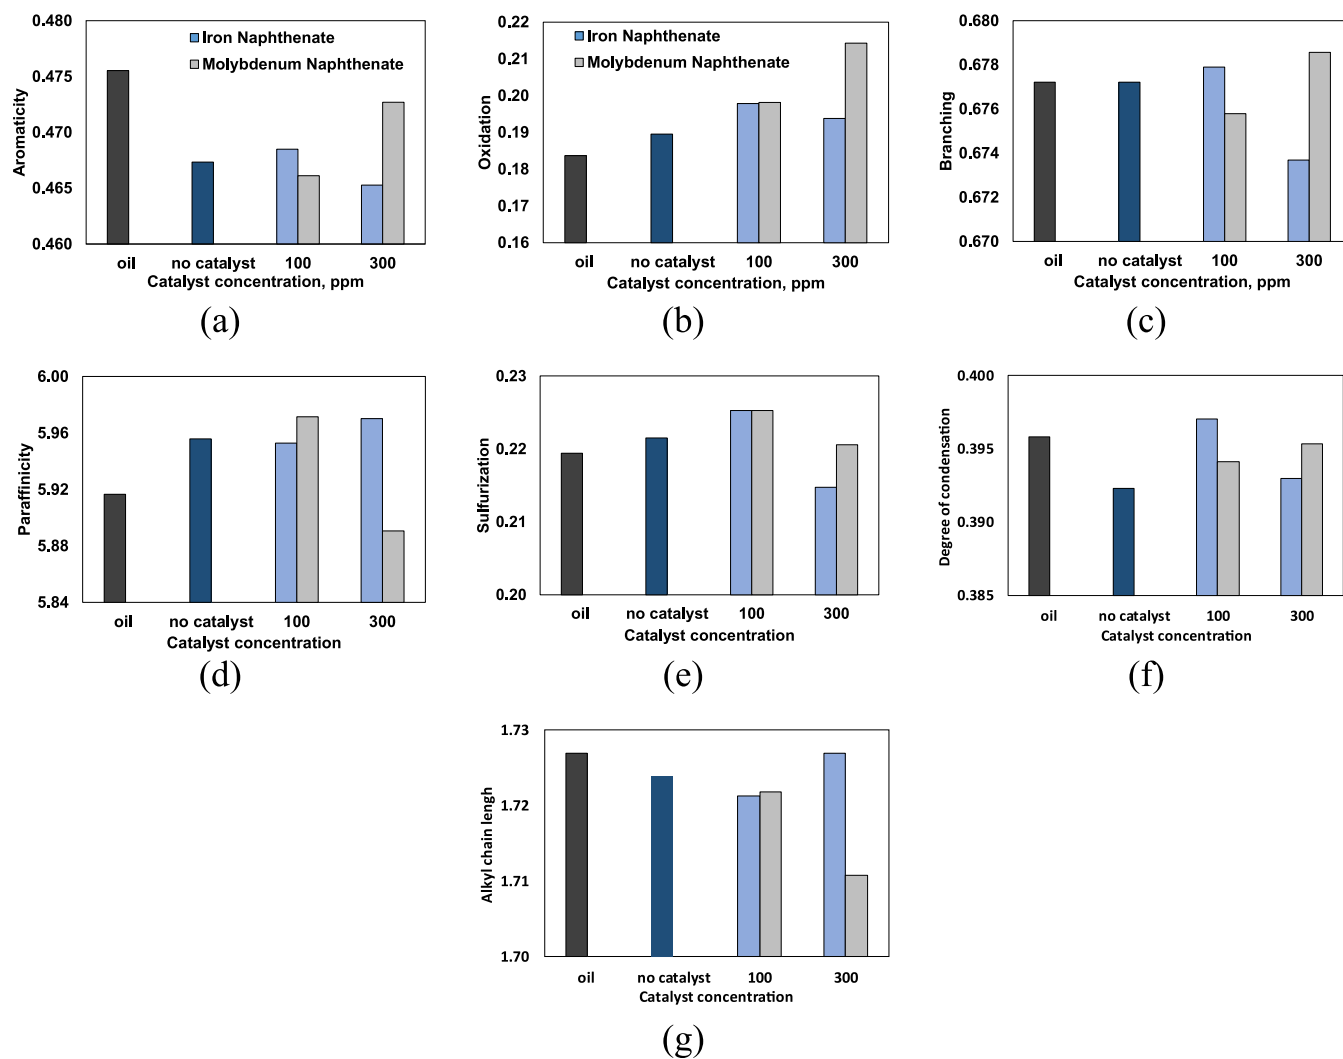 0.480
0.475
0.470
0.465
0.460
Aromaticity
Iron Naphthenate
Molybdenum Naphthenate
oil no catalyst 100 300
Catalyst concentration, ppm
(a)
0.22
0.21
0.20
0.19
0.18
0.17
0.16
Oxidation
Iron Naphthenate
Molybdenum Naphthenate
oil no catalyst 100 300
Catalyst concentration, ppm
(b)
0.680
0.678
0.676
0.674
0.672
0.670
Branching
oil no catalyst 100 300
Catalyst concentration, ppm
(c)
6.00
5.96
5.92
5.88
5.84
Paraffinicity
oil no catalyst 100 300
Catalyst concentration
(d)
0.23
0.22
0.21
0.20
Sulfurization
oil no catalyst 100 300
Catalyst concentration
(e)
0.400
0.395
0.390
0.385
Degree of condensation
oil no catalyst 100 300
Catalyst concentration
(f)
1.73
1.72
1.71
1.70
Alkyl chain lengh
oil no catalyst 100 300
Catalyst concentration
(g)